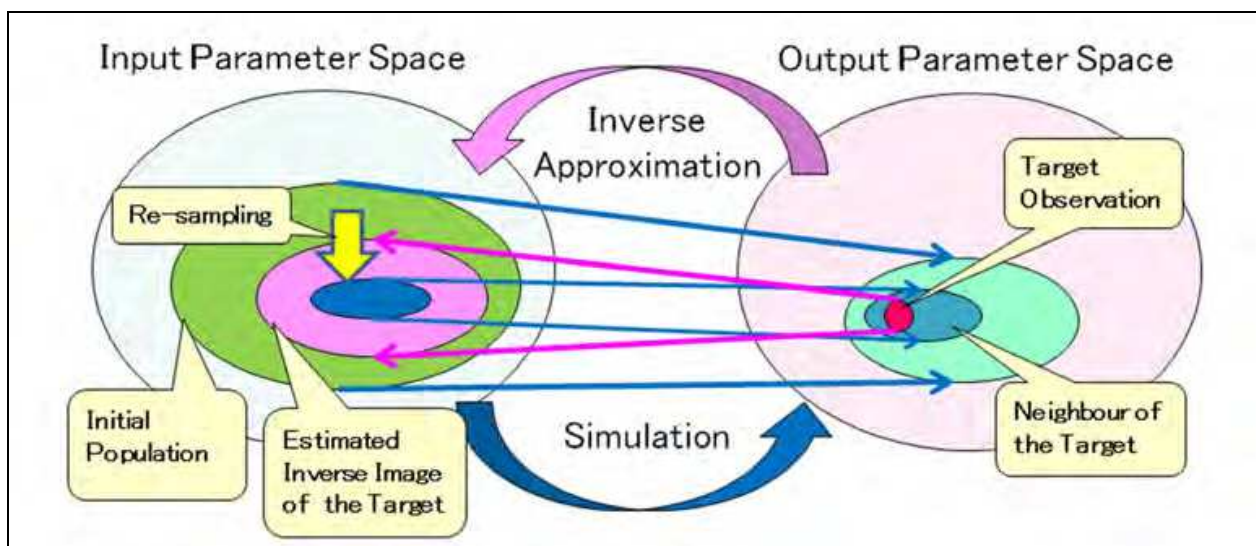 Input Parameter Space
Output Parameter Space
Inverse
Approximation
Target
Observation
Re-sampling
Initial
Population
Estimated
Inverse Image
of the Target
Simulation
Neighbour of
the Target